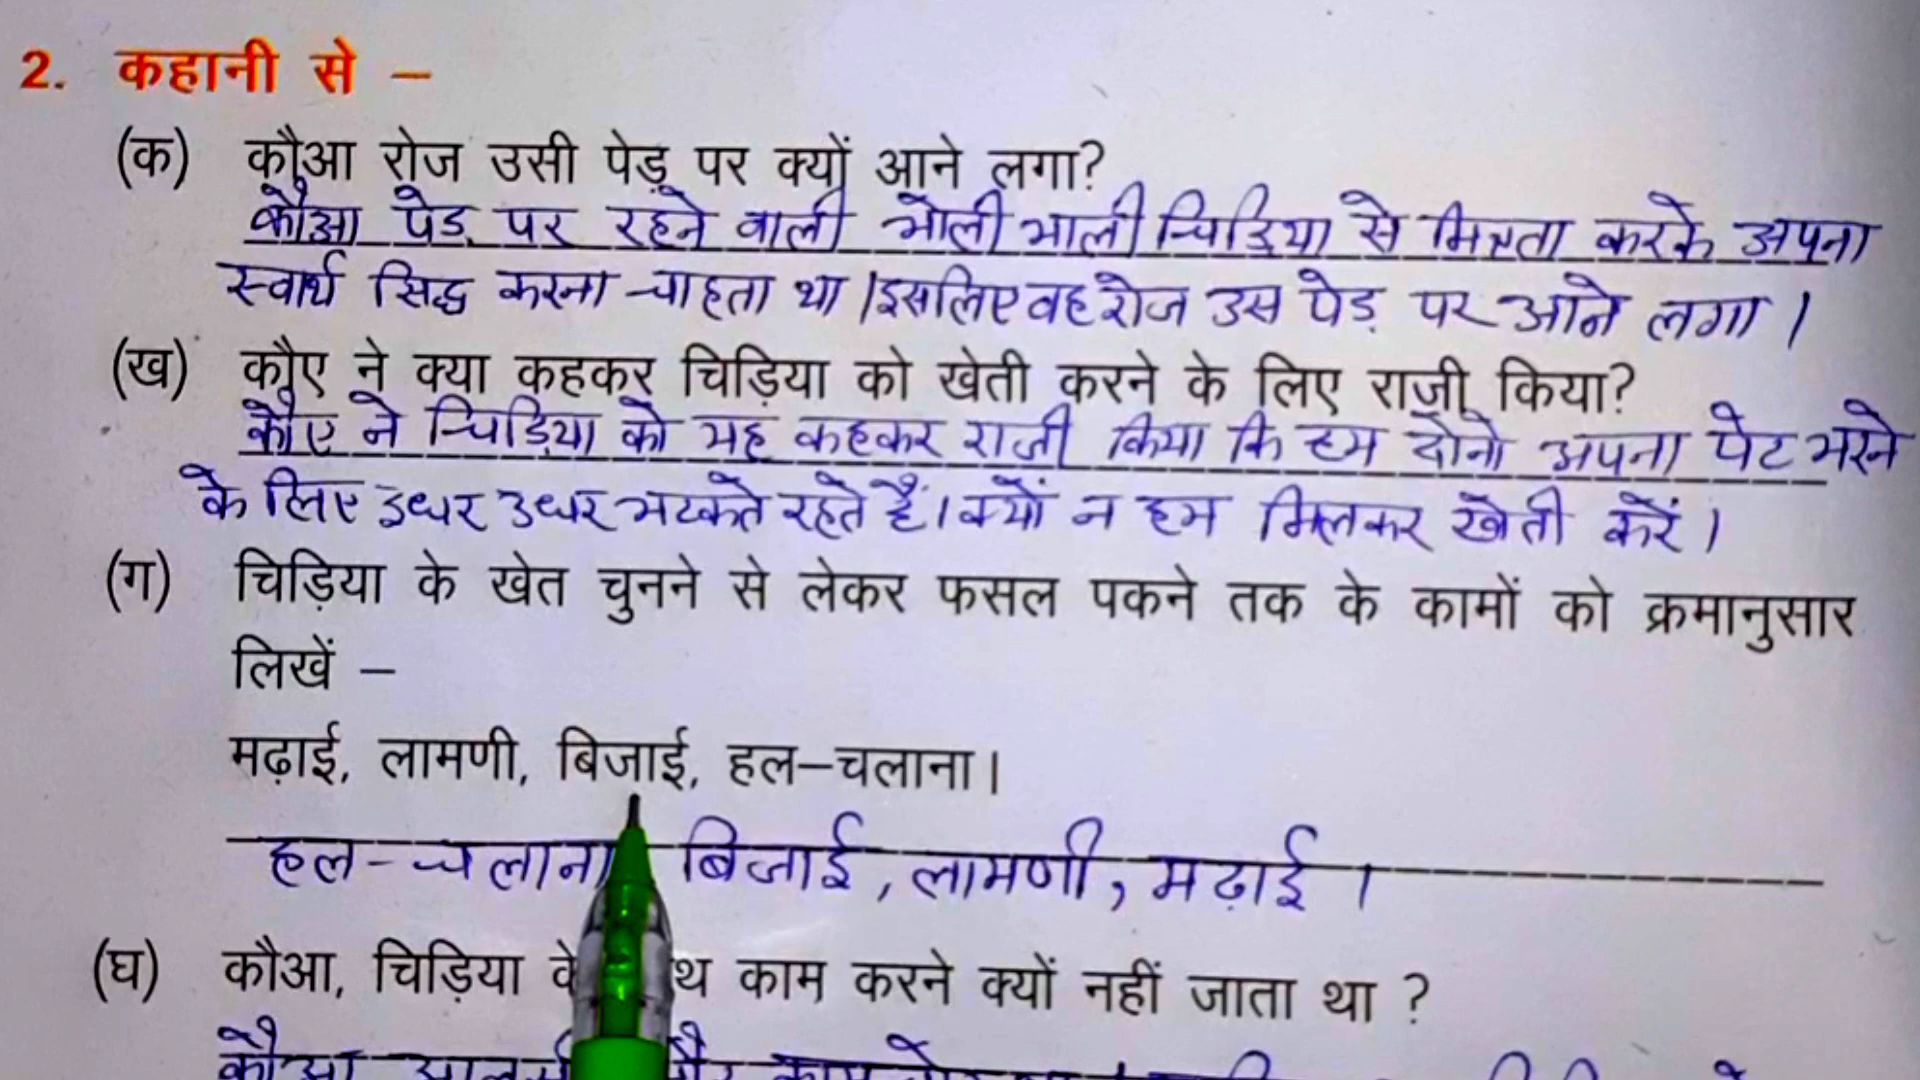 2. कहानी से –
(क) कौआ रोज उसी पेड़ पर क्यों आने लगा?
कौआ पेड़ पर रहने वाली भोली भाली चिड़िया से मित्रता करके अपना
स्वार्थ सिद्ध करना चाहता था। इसलिए वह रोज उस पेड़ पर आने लगा।
(ख) कौए ने क्या कहकर चिड़िया को खेती करने के लिए राजी किया?
कौए ने चिड़िया को यह कहकर राजी किया कि हम दोनो अपना पेट भरने
के लिए इधर उधर भटकते रहते हैं। क्यों न हम मिलकर खेती करें।
(ग) चिड़िया के खेत चुनने से लेकर फसल पकने तक के कामों को क्रमानुसार
लिखें –
मढ़ाई, लामणी, बिजाई, हल–चलाना।
हल-चलाना बिजाई, लामणी, मढ़ाई।
(घ) कौआ, चिड़िया के थ काम करने क्यों नहीं जाता था ?
कौआ